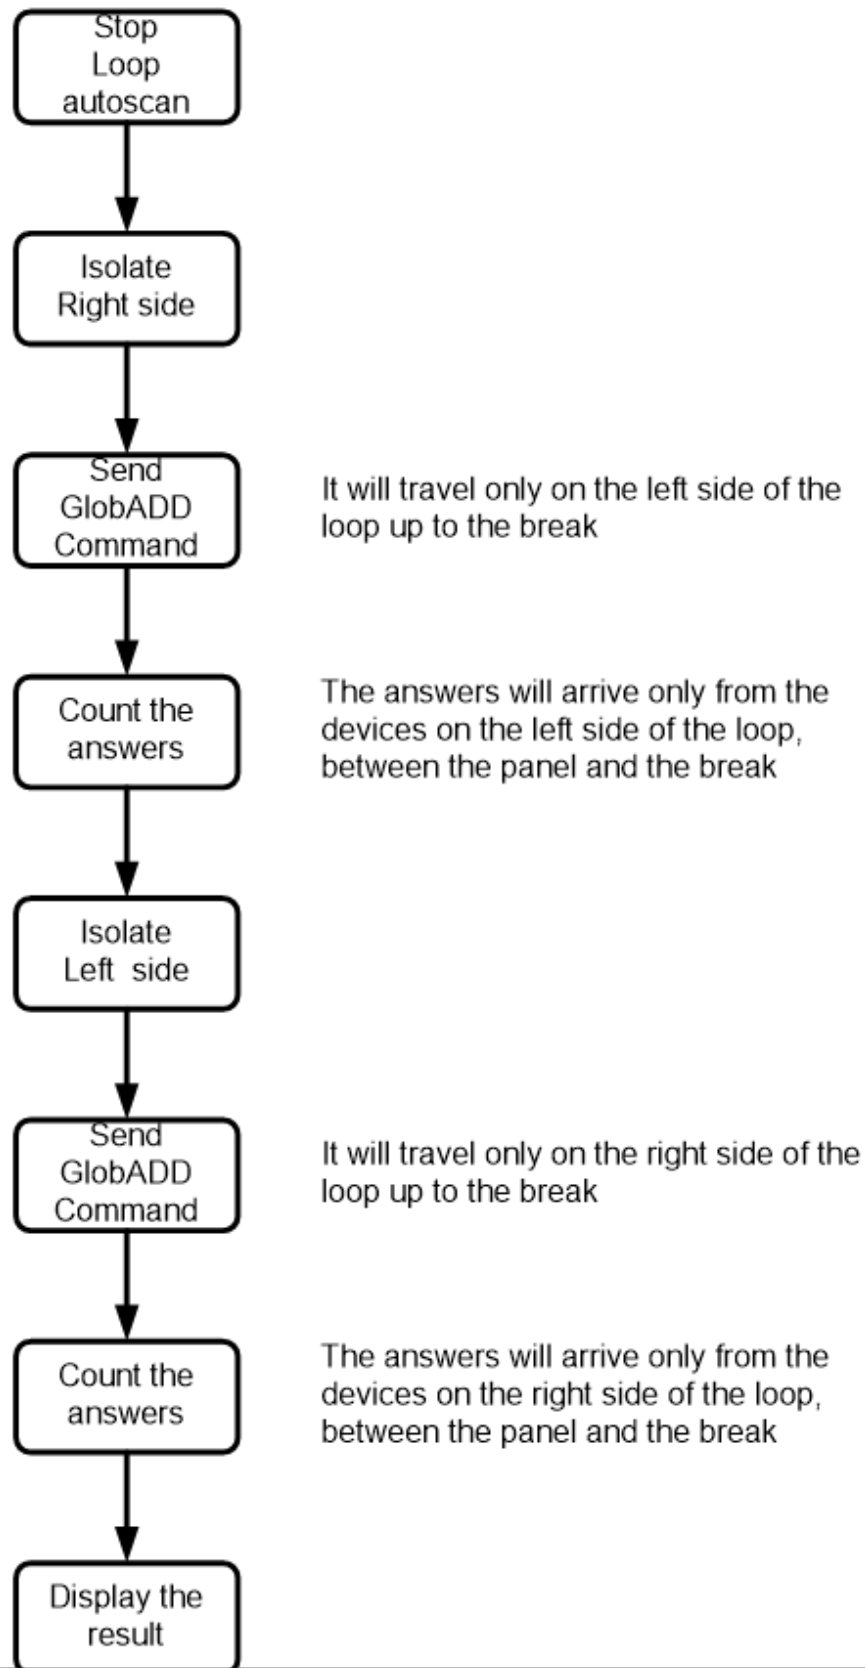 Stop
Loop
autoscan
Isolate
Right side
Send
GlobADD
Command
It will travel only on the left side of the
loop up to the break
Count the
answers
The answers will arrive only from the
devices on the left side of the loop,
between the panel and the break
Isolate
Left side
Send
GlobADD
Command
It will travel only on the right side of the
loop up to the break
Count the
answers
The answers will arrive only from the
devices on the right side of the loop,
between the panel and the break
Display the
result